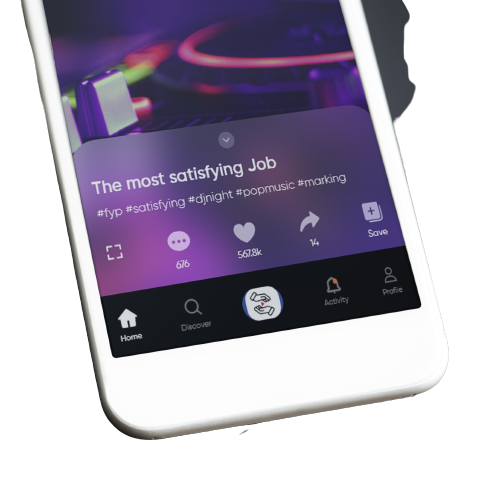 The most satisfying Job
#fyp #satisfying #djnight #popmusic #marking
676
567.8k
14
Save
Home
Discover
Activity
Profile